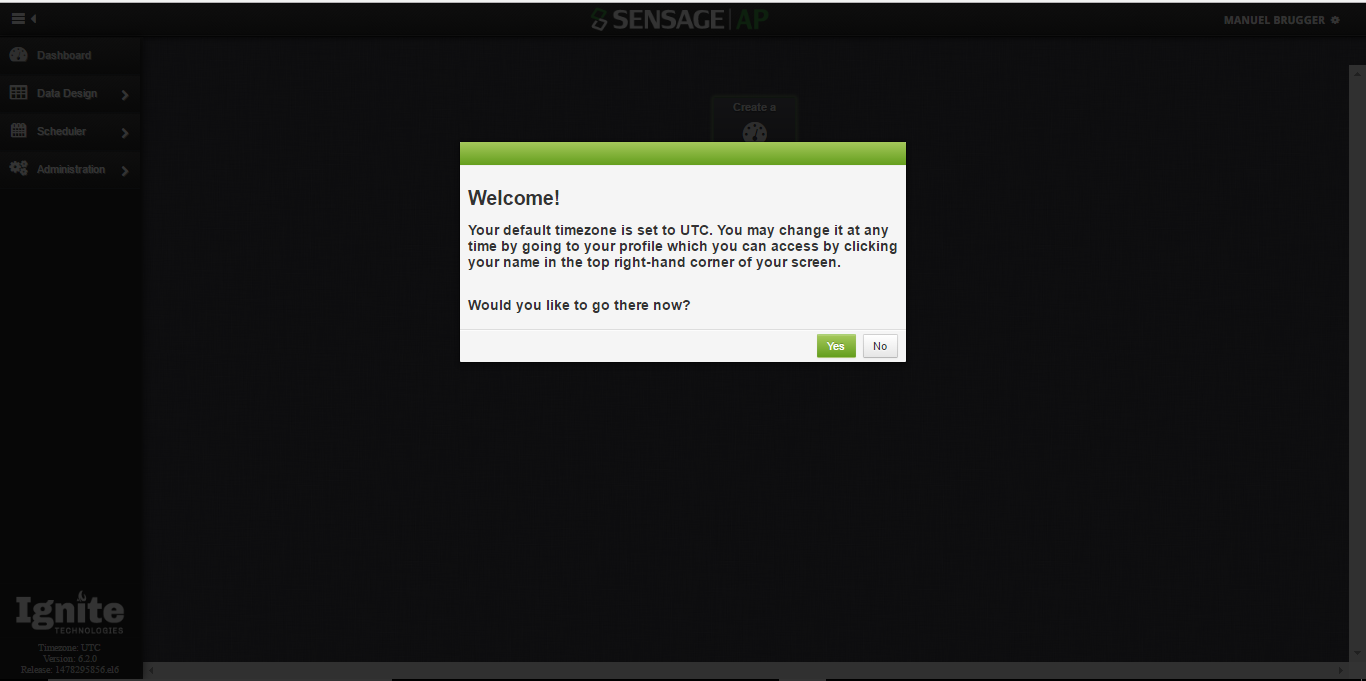 SENSAGE|AP
MANUEL BRUGGER
Dashboard
Data Design
Scheduler
Administration
Create a
Welcome!
Your default timezone is set to UTC. You may change it at any
time by going to your profile which you can access by clicking
your name in the top right-hand corner of your screen.
Would you like to go there now?
Yes
No
Ignite
TECHNOLOGIES
Timezone: UTC
Version: 6.2.0
Release: 1478295856.el6